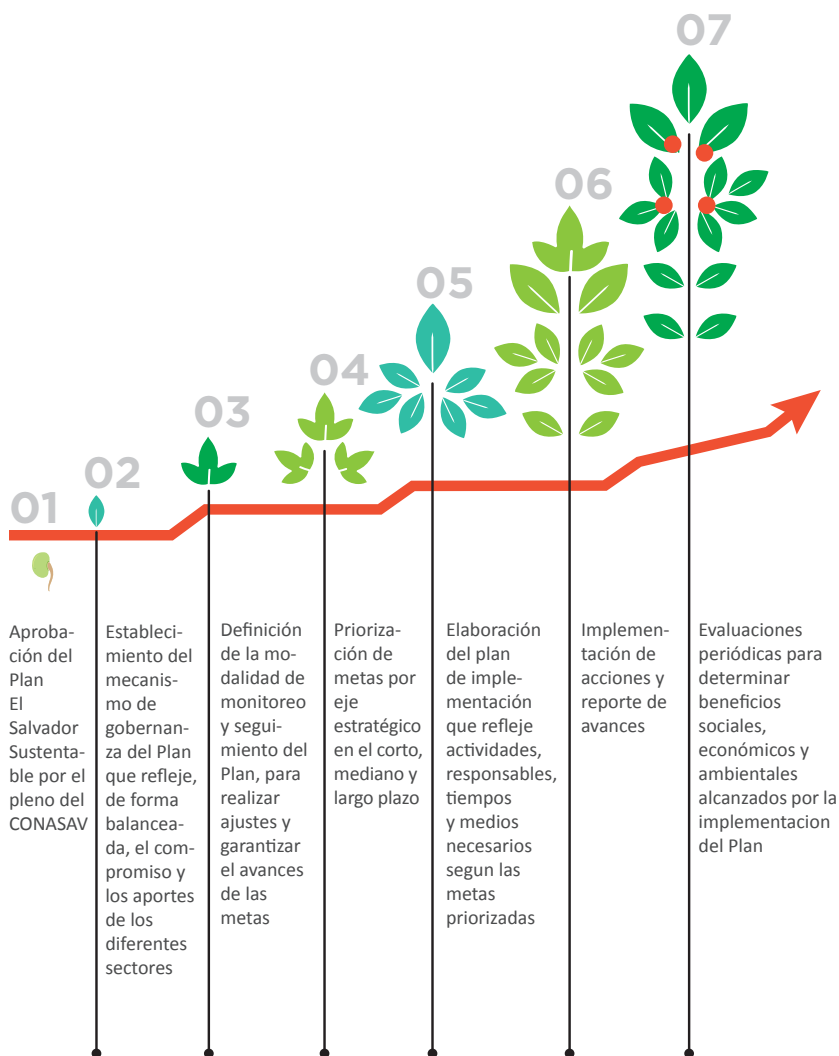 01
Aproba-
ción del
Plan
El
Salvador
Sustenta-
ble por el
pleno del
CONASAV
02
Estableci-
miento del
mecanis-
mo de
gobernan-
za del Plan
que refleje,
de forma
balancea-
da, el com-
promiso y
los aportes
de los
diferentes
sectores
03
Definición
de la mo-
dalidad de
monitoreo
y segui-
miento del
Plan, para
realizar
ajustes y
garantizar
el avances
de las
metas
04
Prioriza-
ción de
metas por
eje
estratégico
en el corto,
mediano y
largo plazo
05
Elaboración
del plan
de imple-
mentación
que refleje
actividades,
responsables,
tiempos
y medios
necesarios
segun las
metas
priorizadas
06
Implemen-
tación de
acciones y
reporte de
avances
07
Evaluaciones
periódicas para
determinar
beneficios
sociales,
económicos y
ambientales
alcanzados por la
implementacion
del Plan